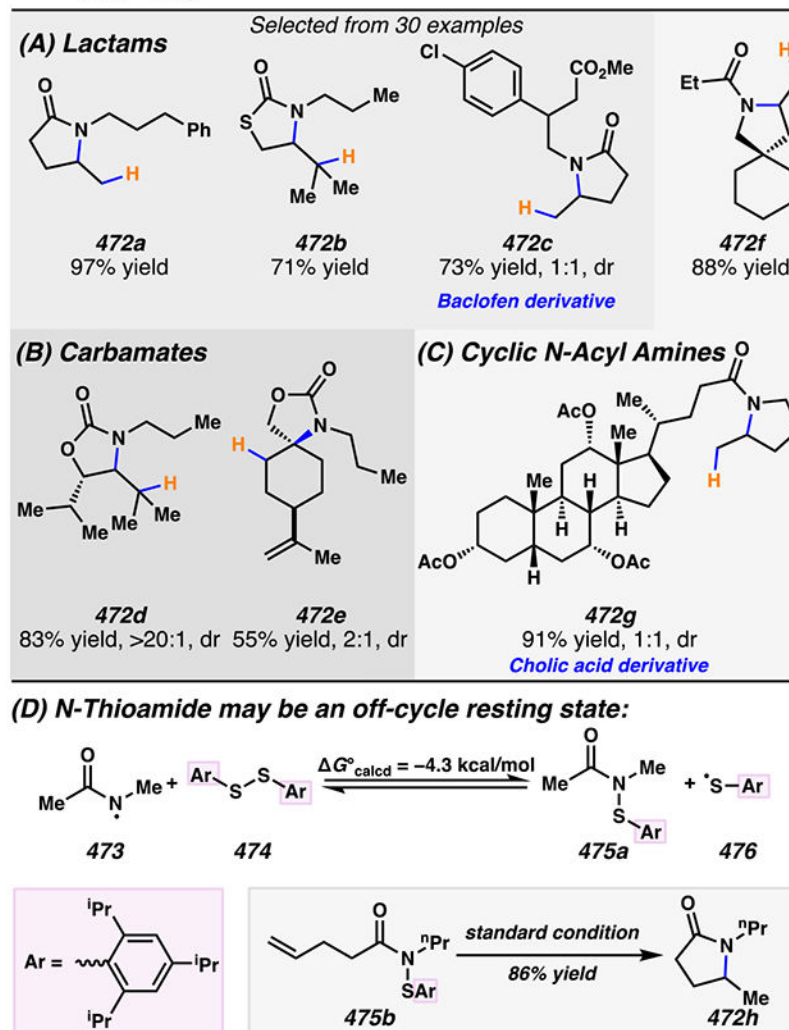 Selected from 30 examples
(A) Lactams
O
N
Ph
H
472a
97% yield
O
S
N
Me
H
Me
Me
472b
71% yield
Cl
CO₂Me
N
O
H
472c
73% yield, 1:1, dr
Baclofen derivative
O
Et
N
H
472f
88% yield
(B) Carbamates
O
O
N
Me
H
Me
Me
Me
Me
472d
83% yield, >20:1, dr
O
O
N
H
Me
Me
472e
55% yield, 2:1, dr
(C) Cyclic N-Acyl Amines
O
Me
AcO
Me
N
H
Me
H
H
H
AcO
OAc
H
472g
91% yield, 1:1, dr
Cholic acid derivative
(D) N-Thioamide may be an off-cycle resting state:
O
Me
N
Me
+
Ar
S
S
Ar
ΔG°calcd = −4.3 kcal/mol
O
Me
N
Me
S
Ar
+
•S
Ar
473
474
475a
476
iPr
Ar =
iPr
iPr
O
N
nPr
SAr
475b
standard condition
86% yield
O
N
nPr
Me
472h